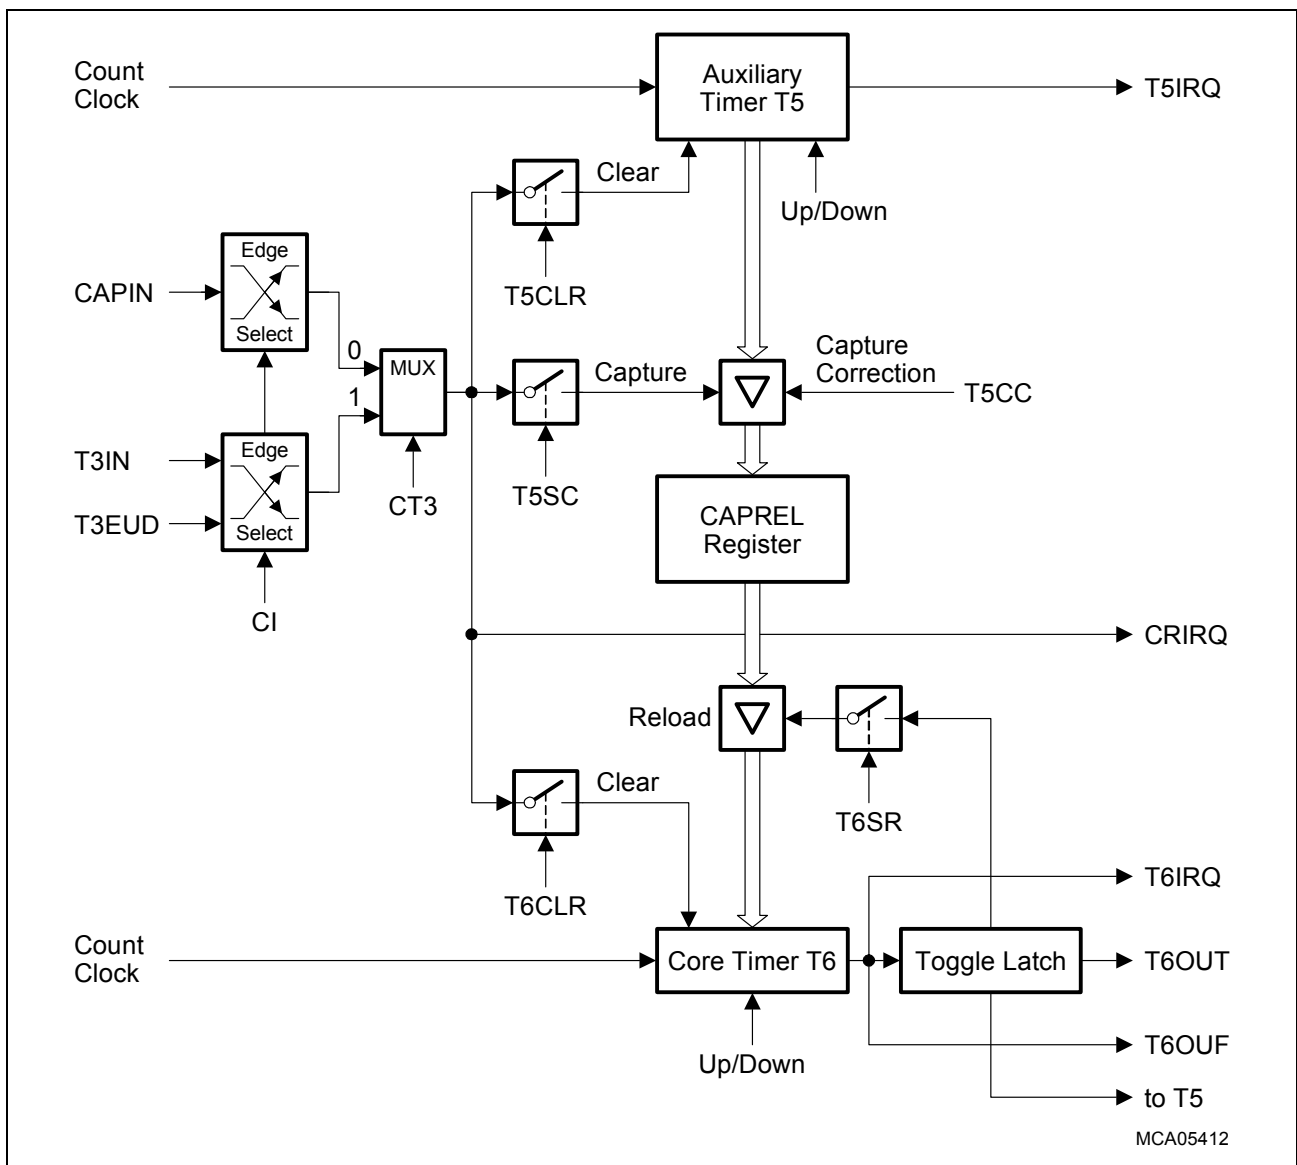 Count
Clock
Auxiliary
Timer T5
T5IRQ
Clear
Up/Down
T5CLR
Edge
Select
CAPIN
0
MUX
1
Capture
Capture
Correction
T5CC
T3IN
T3EUD
Edge
Select
CT3
T5SC
CAPREL
Register
CI
CRIRQ
Reload
Clear
T6SR
T6CLR
T6IRQ
Count
Clock
Core Timer T6
Toggle Latch
T6OUT
Up/Down
T6OUF
to T5
MCA05412